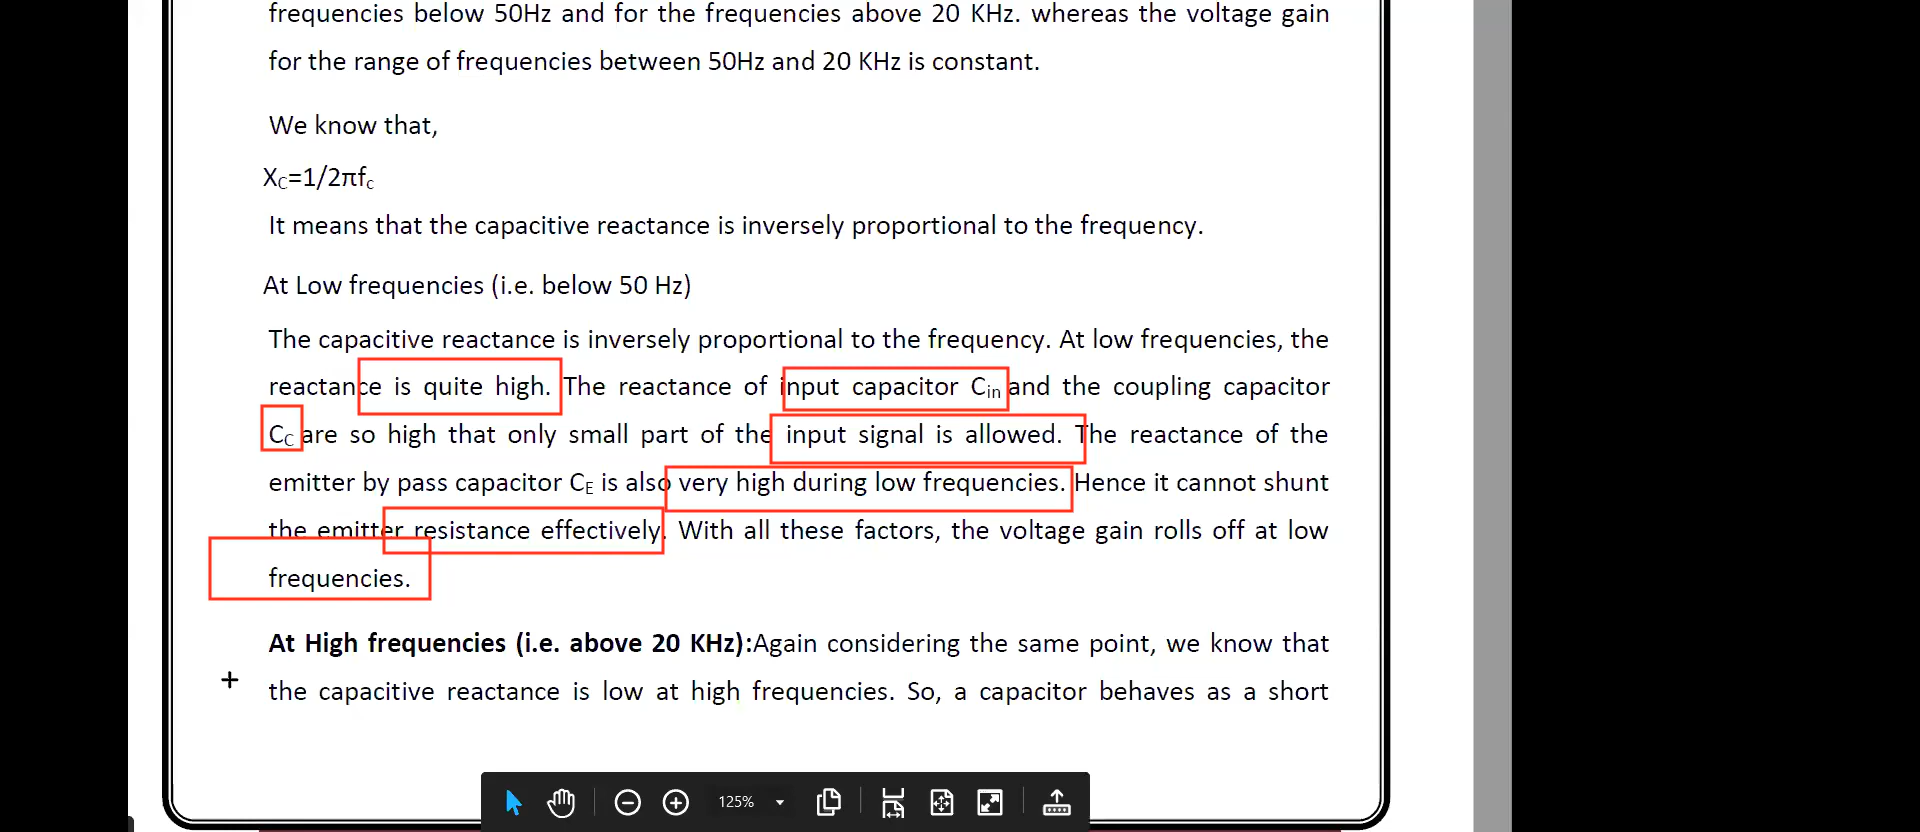 frequencies below 50Hz and for the frequencies above 20 KHz. whereas the voltage gain
for the range of frequencies between 50Hz and 20 KHz is constant.
We know that,
XC=1/2πfc
It means that the capacitive reactance is inversely proportional to the frequency.
At Low frequencies (i.e. below 50 Hz)
The capacitive reactance is inversely proportional to the frequency. At low frequencies, the
reactance is quite high. The reactance of input capacitor Cin and the coupling capacitor
CC are so high that only small part of the input signal is allowed. The reactance of the
emitter by pass capacitor CE is also very high during low frequencies. Hence it cannot shunt
the emitter resistance effectively. With all these factors, the voltage gain rolls off at low
frequencies.
At High frequencies (i.e. above 20 KHz):Again considering the same point, we know that
the capacitive reactance is low at high frequencies. So, a capacitor behaves as a short
125%